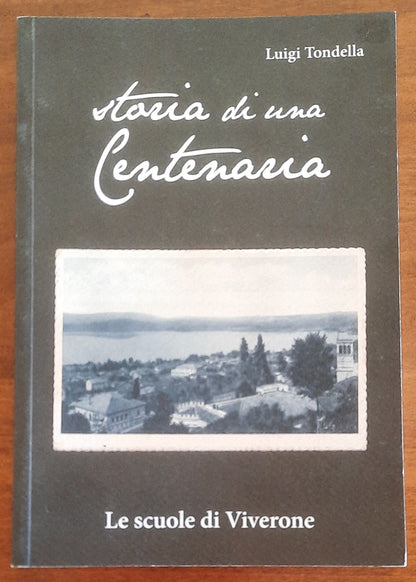 Luigi Tondella
storia di una
Centenaria
Le scuole di Viverone